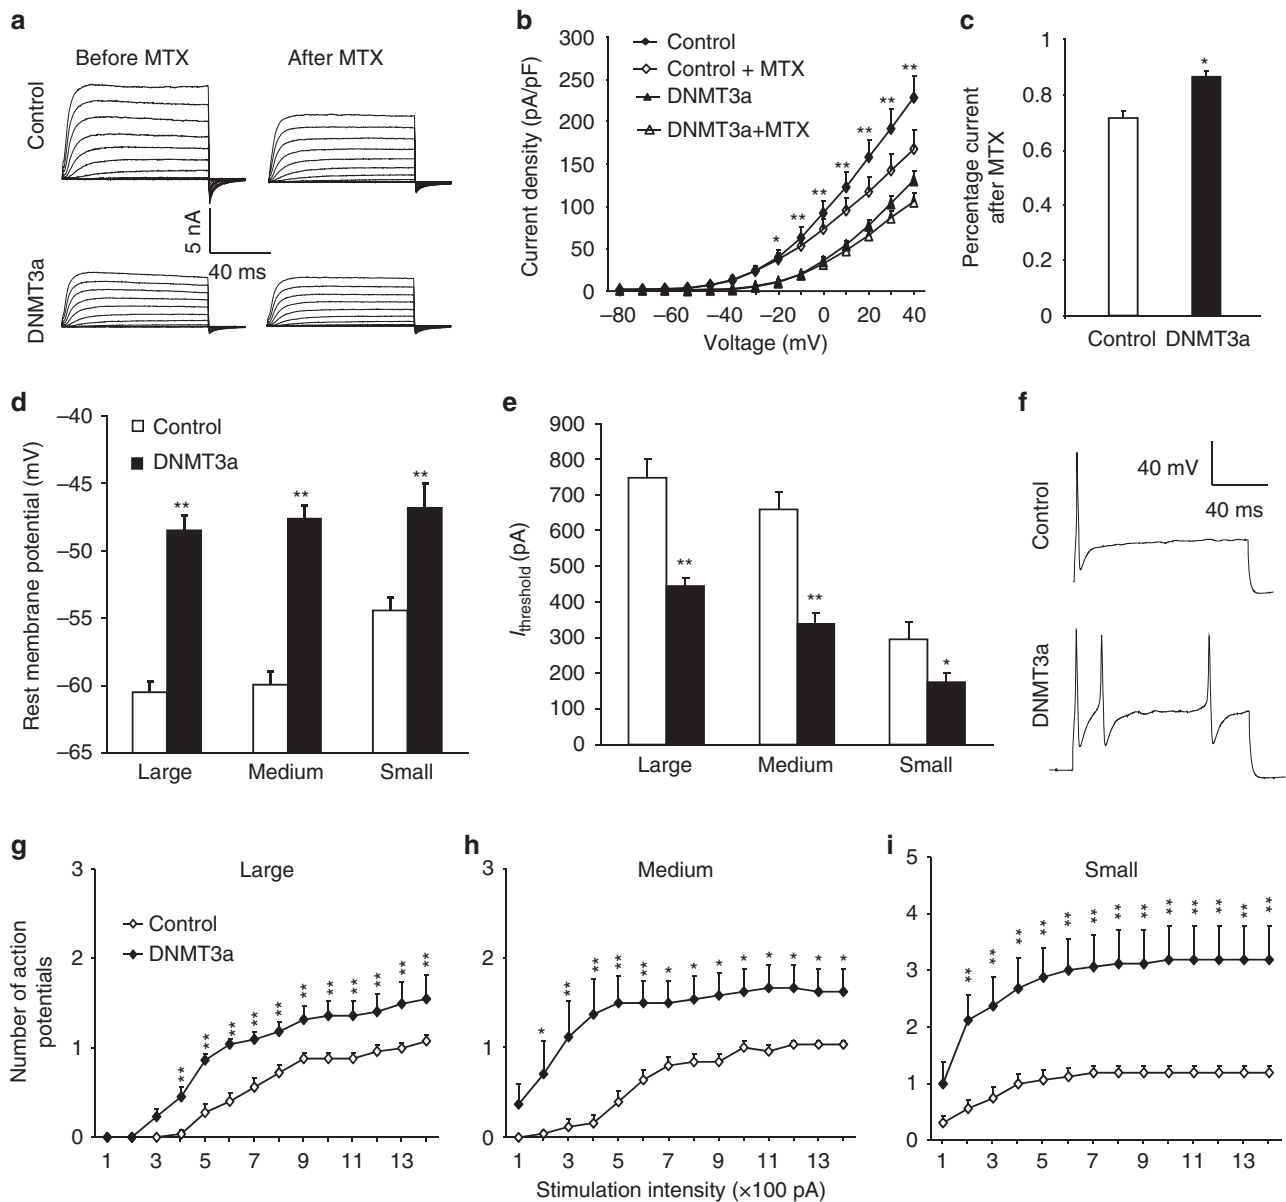 a
Before MTX
After MTX
Control
5 nA
40 ms
DNMT3a
b
300
250
200
150
100
50
0
Current density (pA/pF)
Control
Control + MTX
DNMT3a
DNMT3a+MTX
*
**
**
**
**
**
**
–80 –60 –40 –20 0 20 40
Voltage (mV)
c
1
0.8
0.6
0.4
0.2
0
Percentage current
after MTX
*
Control DNMT3a
d
–40
–45
–50
–55
–60
–65
Rest membrane potential (mV)
Control
DNMT3a
**
**
**
Large Medium Small
e
900
800
700
600
500
400
300
200
100
0
Ithreshold (pA)
**
**
*
Large Medium Small
f
40 mV
40 ms
Control
DNMT3a
g
Large
3
2
1
0
Number of action
potentials
Control
DNMT3a
** ** ** ** ** ** ** ** ** ** **
1 3 5 7 9 11 13
h
Medium
3
2
1
0
* ** ** ** ** * * * * * * * *
1 3 5 7 9 11 13
Stimulation intensity (×100 pA)
i
Small
5
4
3
2
1
0
** ** ** ** ** ** ** ** ** ** ** ** **
1 3 5 7 9 11 13